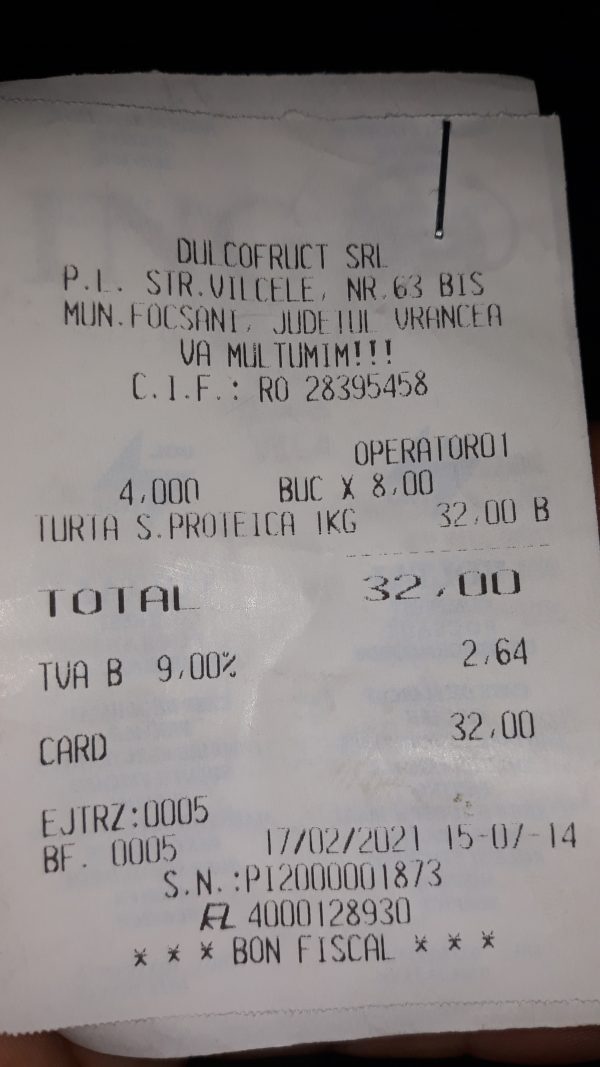 DULCOFRUCT SRL
P.L. STR.VILCELE, NR.63 BIS
MUN.FOCSANI, JUDETUL VRANCEA
VA MULTUMIM!!!
C.I.F.: RO 28395458
OPERATOR01
4,000 BUC X 8,00
TURTA S.PROTEICA 1KG 32,00 B
TOTAL 32,00
TVA B 9,00% 2,64
CARD 32,00
EJTRZ:0005
BF. 0005 17/02/2021 15-07-14
S.N.:PI2000001873
4000128930
* * * BON FISCAL * * *